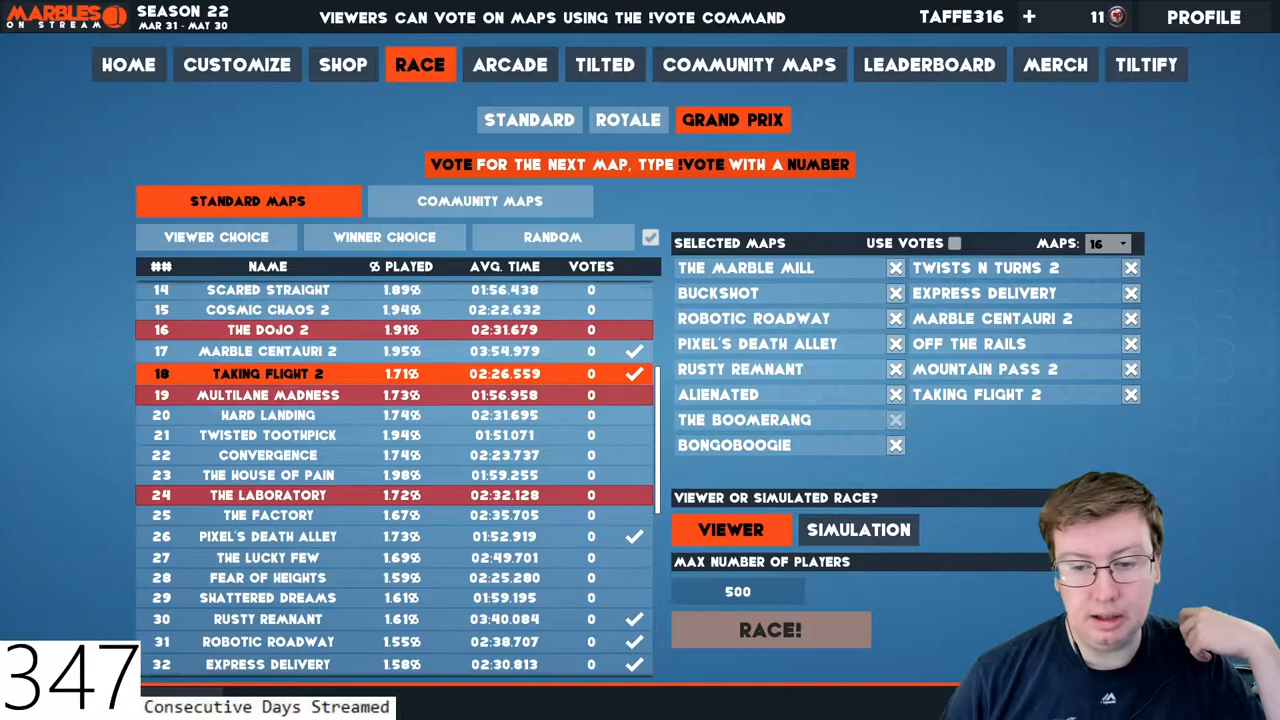 MARBLES ON STREAM
SEASON 22
MAR 31 - MAY 30
VIEWERS CAN VOTE ON MAPS USING THE !VOTE COMMAND
TAFFE316 + 11 PROFILE
HOME CUSTOMIZE SHOP RACE ARCADE TILTED COMMUNITY MAPS LEADERBOARD MERCH TILTIFY
STANDARD ROYALE GRAND PRIX
VOTE FOR THE NEXT MAP, TYPE !VOTE WITH A NUMBER
STANDARD MAPS COMMUNITY MAPS
VIEWER CHOICE WINNER CHOICE RANDOM
## NAME % PLAYED AVG. TIME VOTES
14 SCARED STRAIGHT 1.89% 01:56.438 0
15 COSMIC CHAOS 2 1.94% 02:22.632 0
16 THE DOJO 2 1.91% 02:31.679 0
17 MARBLE CENTAURI 2 1.95% 03:54.979 0
18 TAKING FLIGHT 2 1.71% 02:26.559 0
19 MULTILANE MADNESS 1.73% 01:56.958 0
20 HARD LANDING 1.74% 02:31.695 0
21 TWISTED TOOTHPICK 1.94% 01:51.071 0
22 CONVERGENCE 1.74% 02:23.737 0
23 THE HOUSE OF PAIN 1.98% 01:59.255 0
24 THE LABORATORY 1.72% 02:32.128 0
25 THE FACTORY 1.67% 02:35.705 0
26 PIXEL'S DEATH ALLEY 1.73% 01:52.919 0
27 THE LUCKY FEW 1.69% 02:49.701 0
28 FEAR OF HEIGHTS 1.59% 02:25.280 0
29 SHATTERED DREAMS 1.61% 01:59.195 0
30 RUSTY REMNANT 1.61% 03:40.084 0
31 ROBOTIC ROADWAY 1.55% 02:38.707 0
32 EXPRESS DELIVERY 1.58% 02:30.813 0
SELECTED MAPS USE VOTES MAPS: 16
THE MARBLE MILL TWISTS N TURNS 2
BUCKSHOT EXPRESS DELIVERY
ROBOTIC ROADWAY MARBLE CENTAURI 2
PIXEL'S DEATH ALLEY OFF THE RAILS
RUSTY REMNANT MOUNTAIN PASS 2
ALIENATED TAKING FLIGHT 2
THE BOOMERANG
BONGOBOOGIE
VIEWER OR SIMULATED RACE?
VIEWER SIMULATION
MAX NUMBER OF PLAYERS
500
RACE!
347 Consecutive Days Streamed